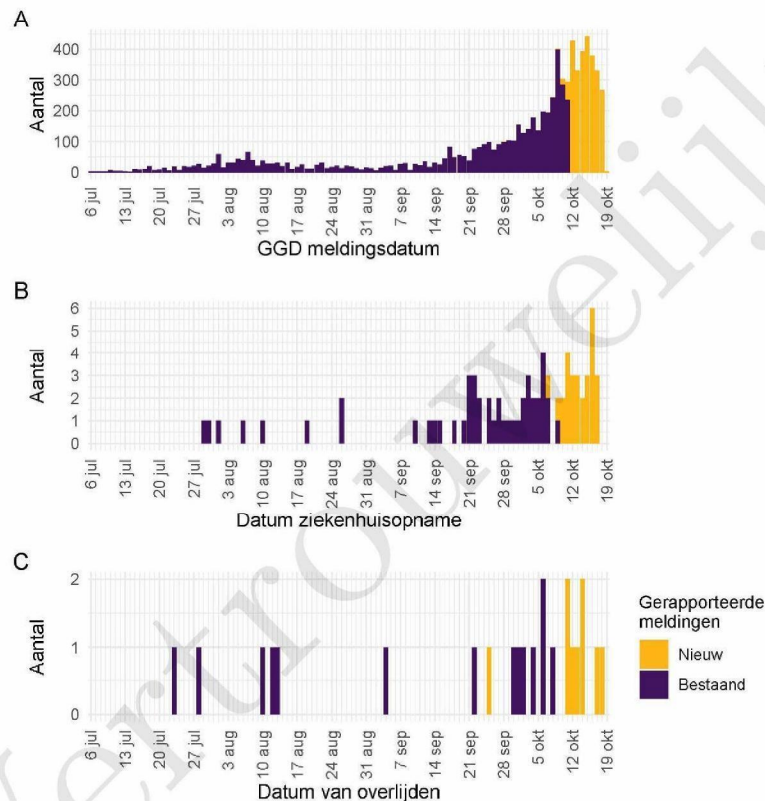 A
400
300
200
100
0
Aantal
6 jul
13 jul
20 jul
27 jul
3 aug
10 aug
17 aug
24 aug
31 aug
7 sep
14 sep
21 sep
28 sep
5 okt
12 okt
19 okt
GGD meldingsdatum
B
6
5
4
3
2
1
0
Aantal
6 jul
13 jul
20 jul
27 jul
3 aug
10 aug
17 aug
24 aug
31 aug
7 sep
14 sep
21 sep
28 sep
5 okt
12 okt
19 okt
Datum ziekenhuisopname
C
2
1
0
Aantal
6 jul
13 jul
20 jul
27 jul
3 aug
10 aug
17 aug
24 aug
31 aug
7 sep
14 sep
21 sep
28 sep
5 okt
12 okt
19 okt
Datum van overlijden
Gerapporteerde
meldingen
Nieuw
Bestaand
Vertrouwelijk